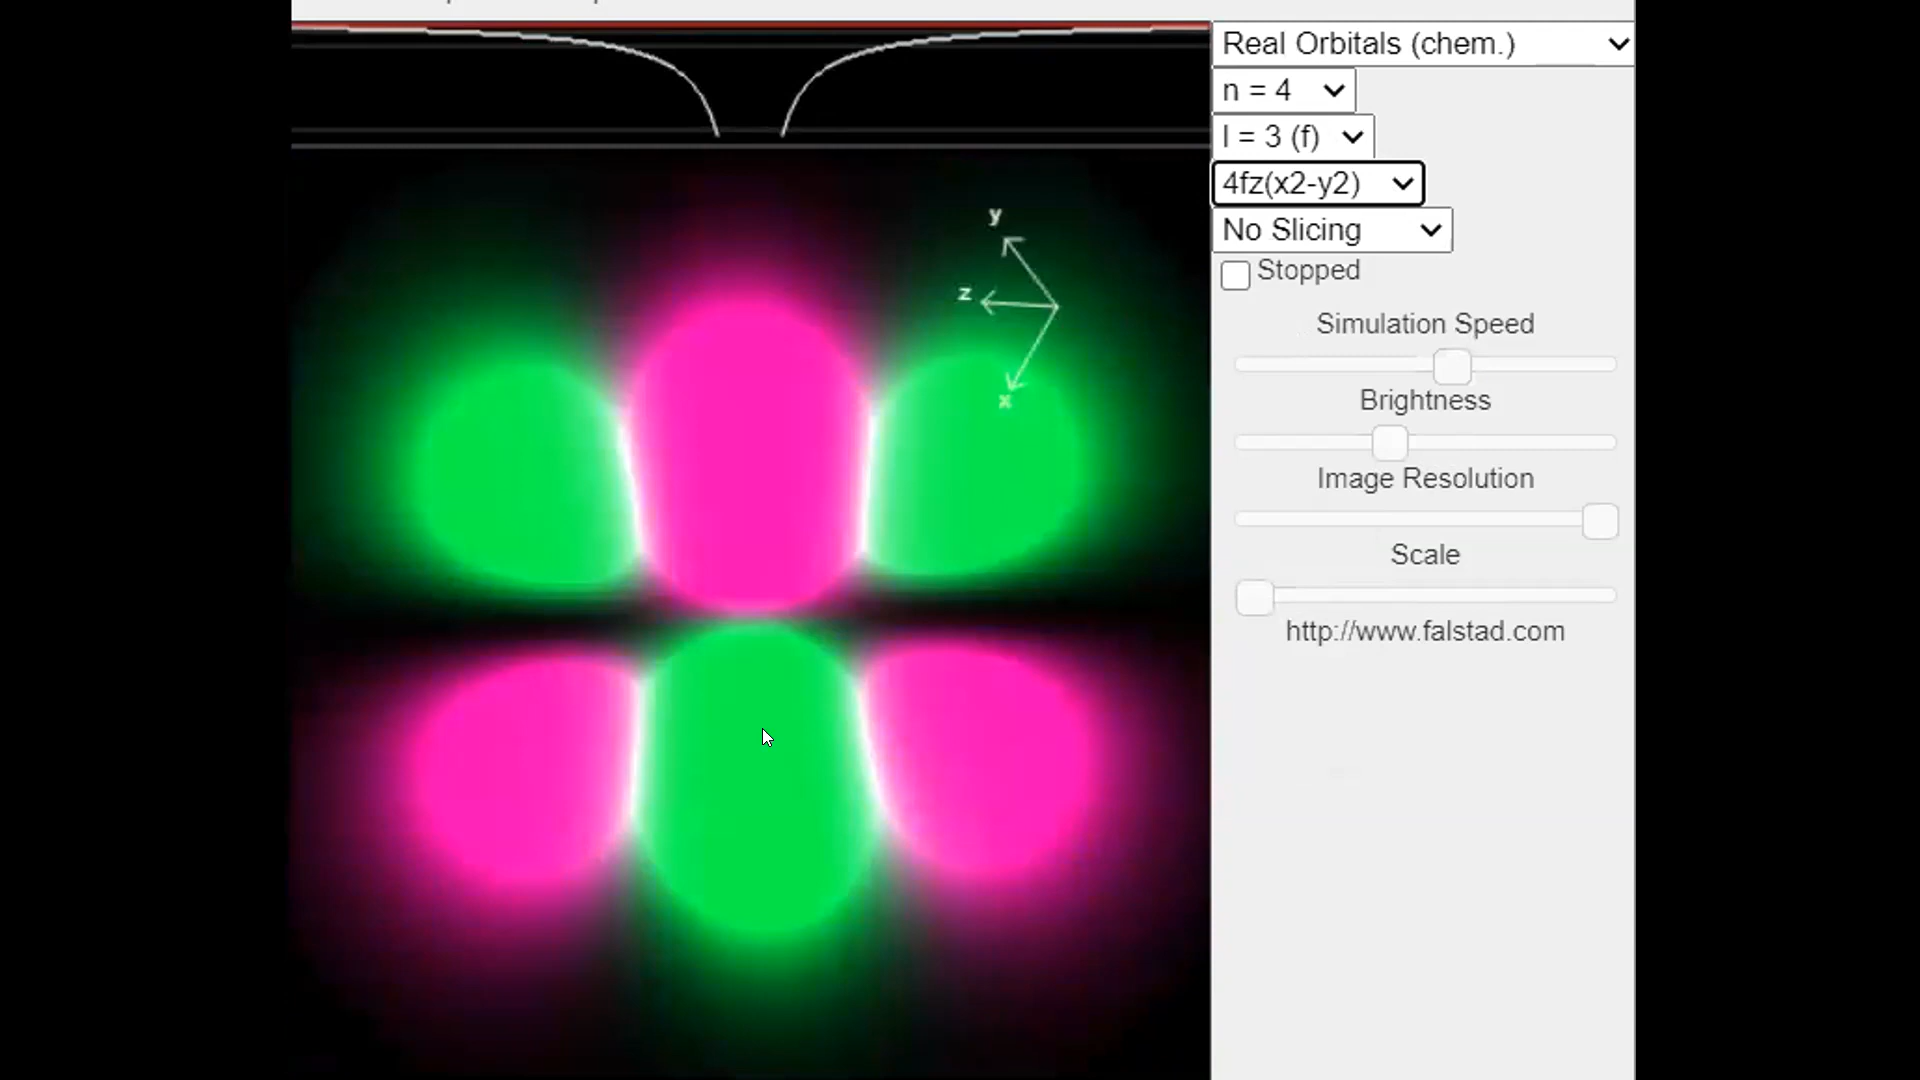 Real Orbitals (chem.)
n = 4
l = 3 (f)
4fz(x2-y2)
No Slicing
Stopped
Simulation Speed
Brightness
Image Resolution
Scale
http://www.falstad.com
y
z
x